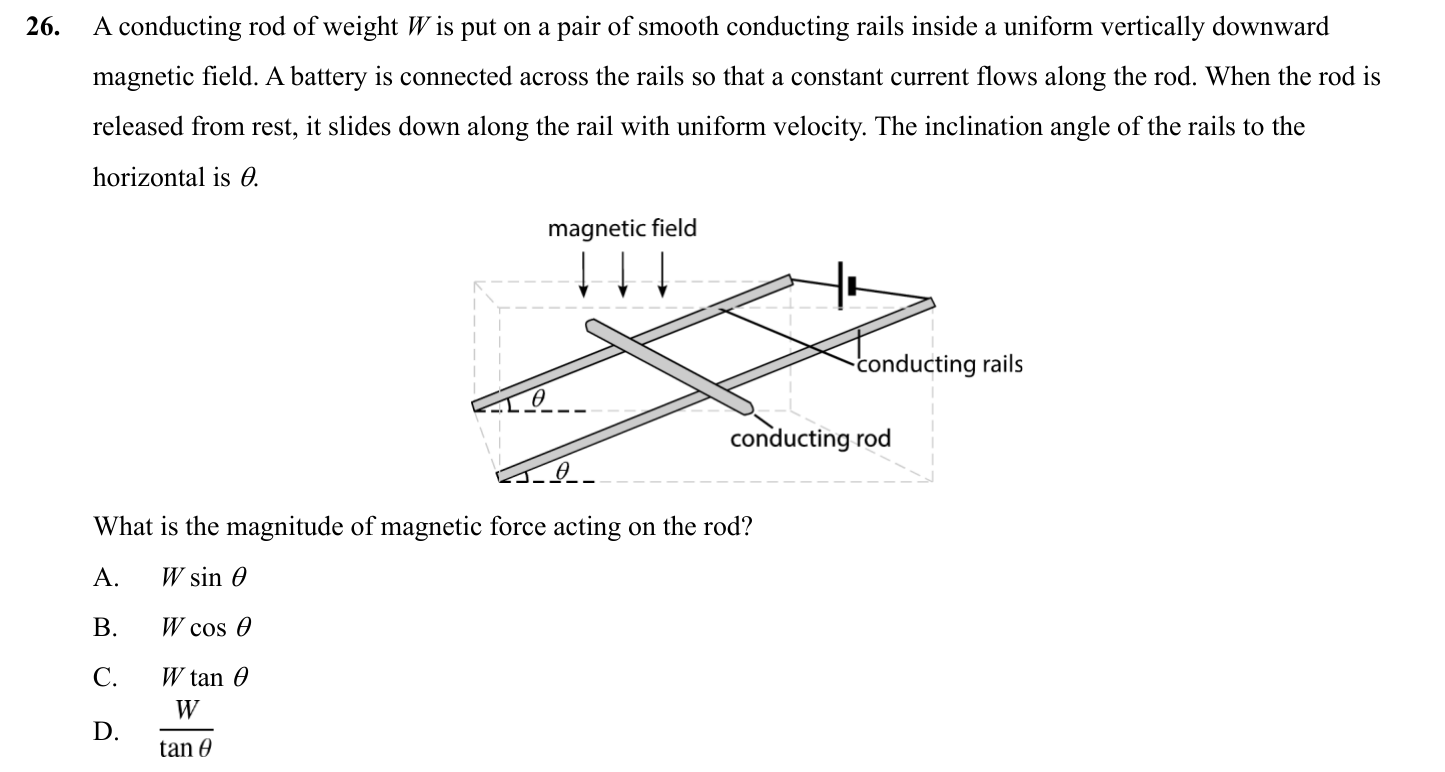 26. A conducting rod of weight W is put on a pair of smooth conducting rails inside a uniform vertically downward
magnetic field. A battery is connected across the rails so that a constant current flows along the rod. When the rod is
released from rest, it slides down along the rail with uniform velocity. The inclination angle of the rails to the
horizontal is θ.
magnetic field
conducting rails
θ
conducting rod
θ
What is the magnitude of magnetic force acting on the rod?
A. W sin θ
B. W cos θ
C. W tan θ
W
D.
tan θ